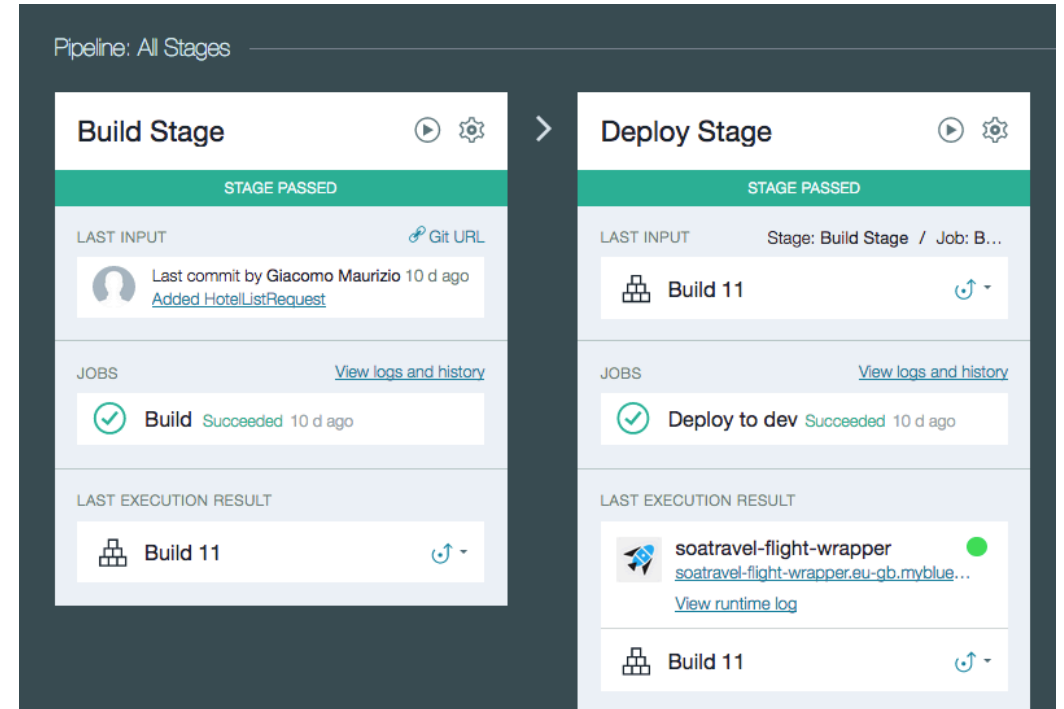 Pipeline: All Stages
Build Stage
STAGE PASSED
LAST INPUT
Git URL
Last commit by Giacomo Maurizio 10 d ago
Added HotelListRequest
JOBS
View logs and history
Build Succeeded 10 d ago
LAST EXECUTION RESULT
Build 11
Deploy Stage
STAGE PASSED
LAST INPUT
Stage: Build Stage / Job: B...
Build 11
JOBS
View logs and history
Deploy to dev Succeeded 10 d ago
LAST EXECUTION RESULT
soatravel-flight-wrapper
soatravel-flight-wrapper.eu-gb.myblue...
View runtime log
Build 11